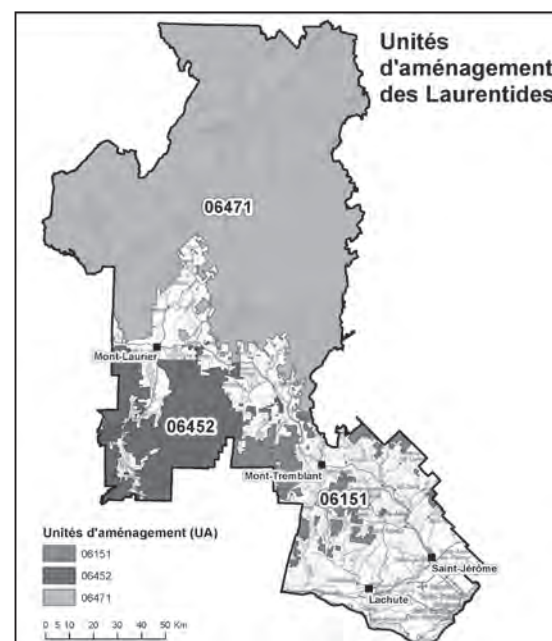 Unités
d'aménagement
des Laurentides
06471
Mont-Laurier
06452
Mont-Tremblant
06151
Saint-Jérôme
Lachute
Unités d'aménagement (UA)
06151
06452
06471
0 5 10 20 30 40 50 Km